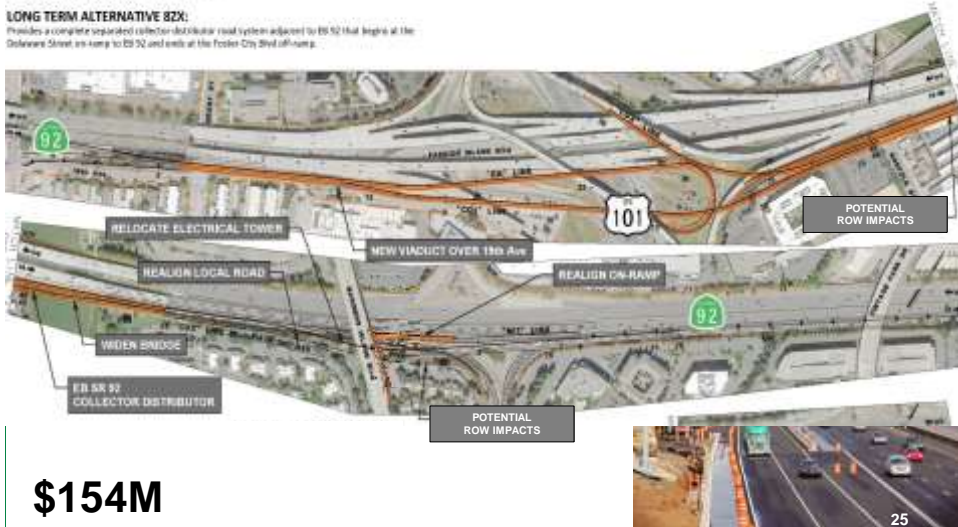 LONG TERM ALTERNATIVE 8ZX:
Provides a complete separated collector-distributor road system adjacent to EB 92 that begins at the
Delaware Street on-ramp to EB 92 and ends at the Foster City Blvd off-ramp.
92
"EB" LINE
101
POTENTIAL
ROW IMPACTS
RELOCATE ELECTRICAL TOWER
NEW VIADUCT OVER 19th Ave
REALIGN LOCAL ROAD
REALIGN ON-RAMP
92
WIDEN BRIDGE
EB SR 92
COLLECTOR DISTRIBUTOR
POTENTIAL
ROW IMPACTS
$154M
25